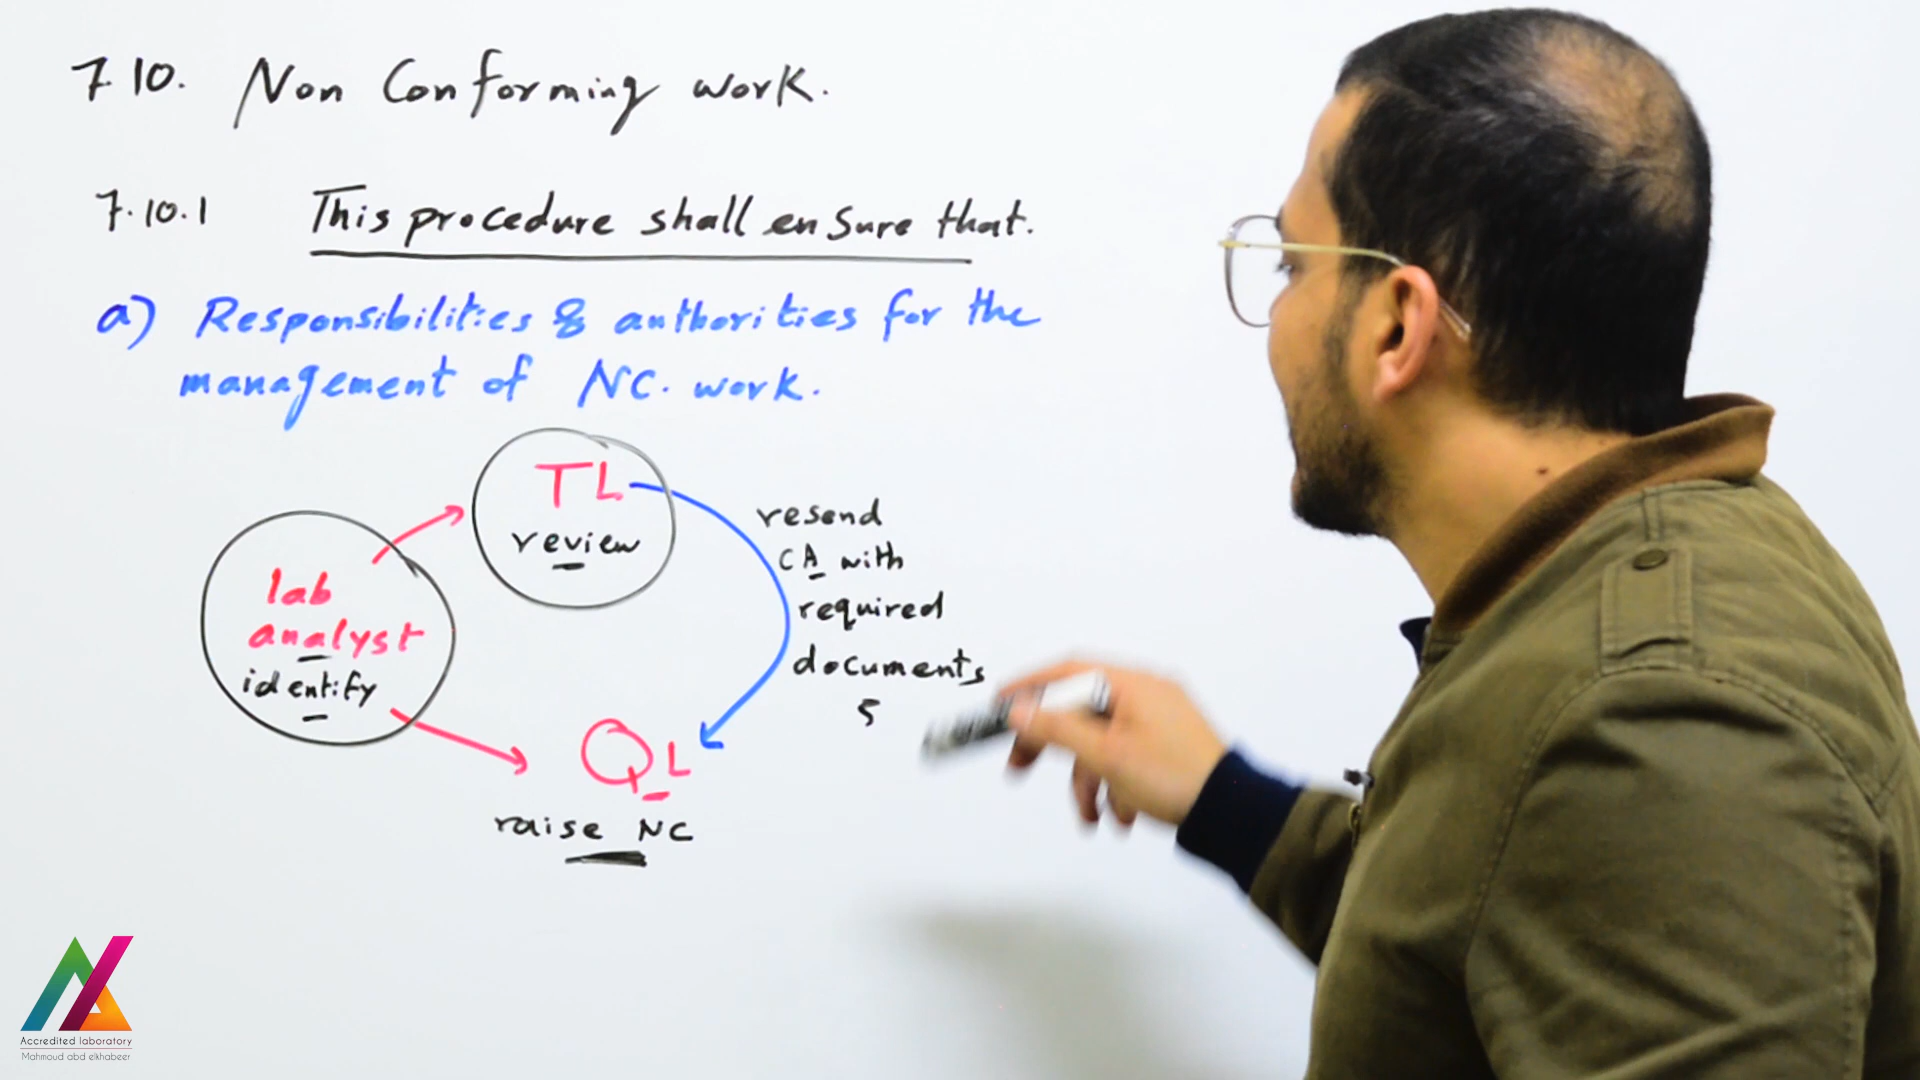 7.10. Non Conforming work.
7.10.1 This procedure shall ensure that.
a) Responsibilities & authorities for the
management of NC. work.
TL
review
lab
analyst
identify
resend
CA with
required
documents
5
QL
raise NC
Accredited laboratory
Mahmoud abd elkhabeer